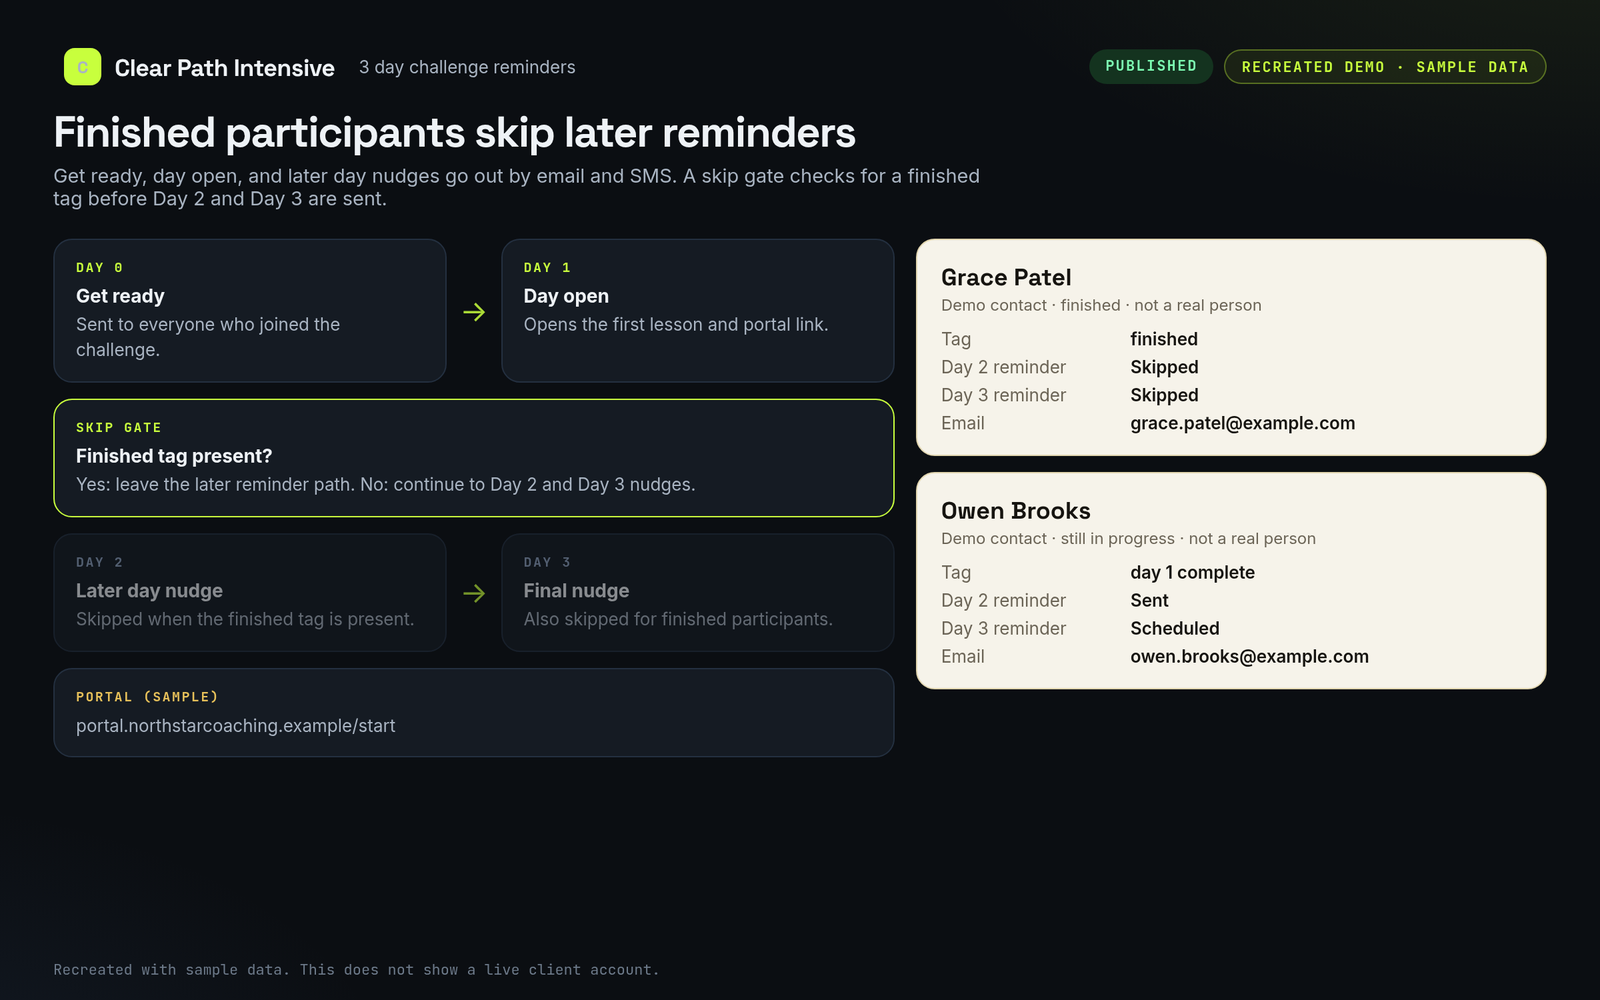 C
Clear Path Intensive
3 day challenge reminders
PUBLISHED
RECREATED DEMO · SAMPLE DATA
Finished participants skip later reminders
Get ready, day open, and later day nudges go out by email and SMS. A skip gate checks for a finished
tag before Day 2 and Day 3 are sent.
DAY 0
Get ready
Sent to everyone who joined the
challenge.
→
DAY 1
Day open
Opens the first lesson and portal link.
SKIP GATE
Finished tag present?
Yes: leave the later reminder path. No: continue to Day 2 and Day 3 nudges.
DAY 2
Later day nudge
Skipped when the finished tag is present.
→
DAY 3
Final nudge
Also skipped for finished participants.
PORTAL (SAMPLE)
portal.northstarcoaching.example/start
Grace Patel
Demo contact · finished · not a real person
Tag finished
Day 2 reminder Skipped
Day 3 reminder Skipped
Email grace.patel@example.com
Owen Brooks
Demo contact · still in progress · not a real person
Tag day 1 complete
Day 2 reminder Sent
Day 3 reminder Scheduled
Email owen.brooks@example.com
Recreated with sample data. This does not show a live client account.